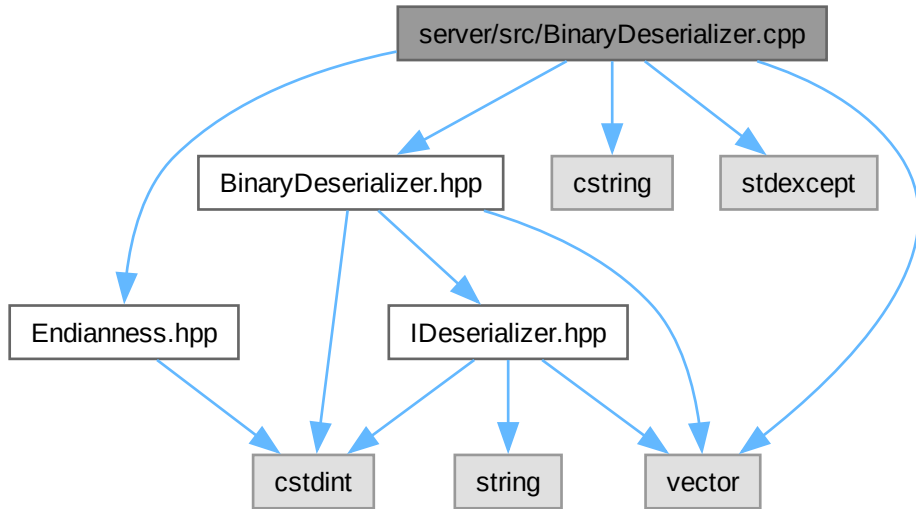 server/src/BinaryDeserializer.cpp
BinaryDeserializer.hpp
cstring
stdexcept
Endianness.hpp
IDeserializer.hpp
cstdint
string
vector